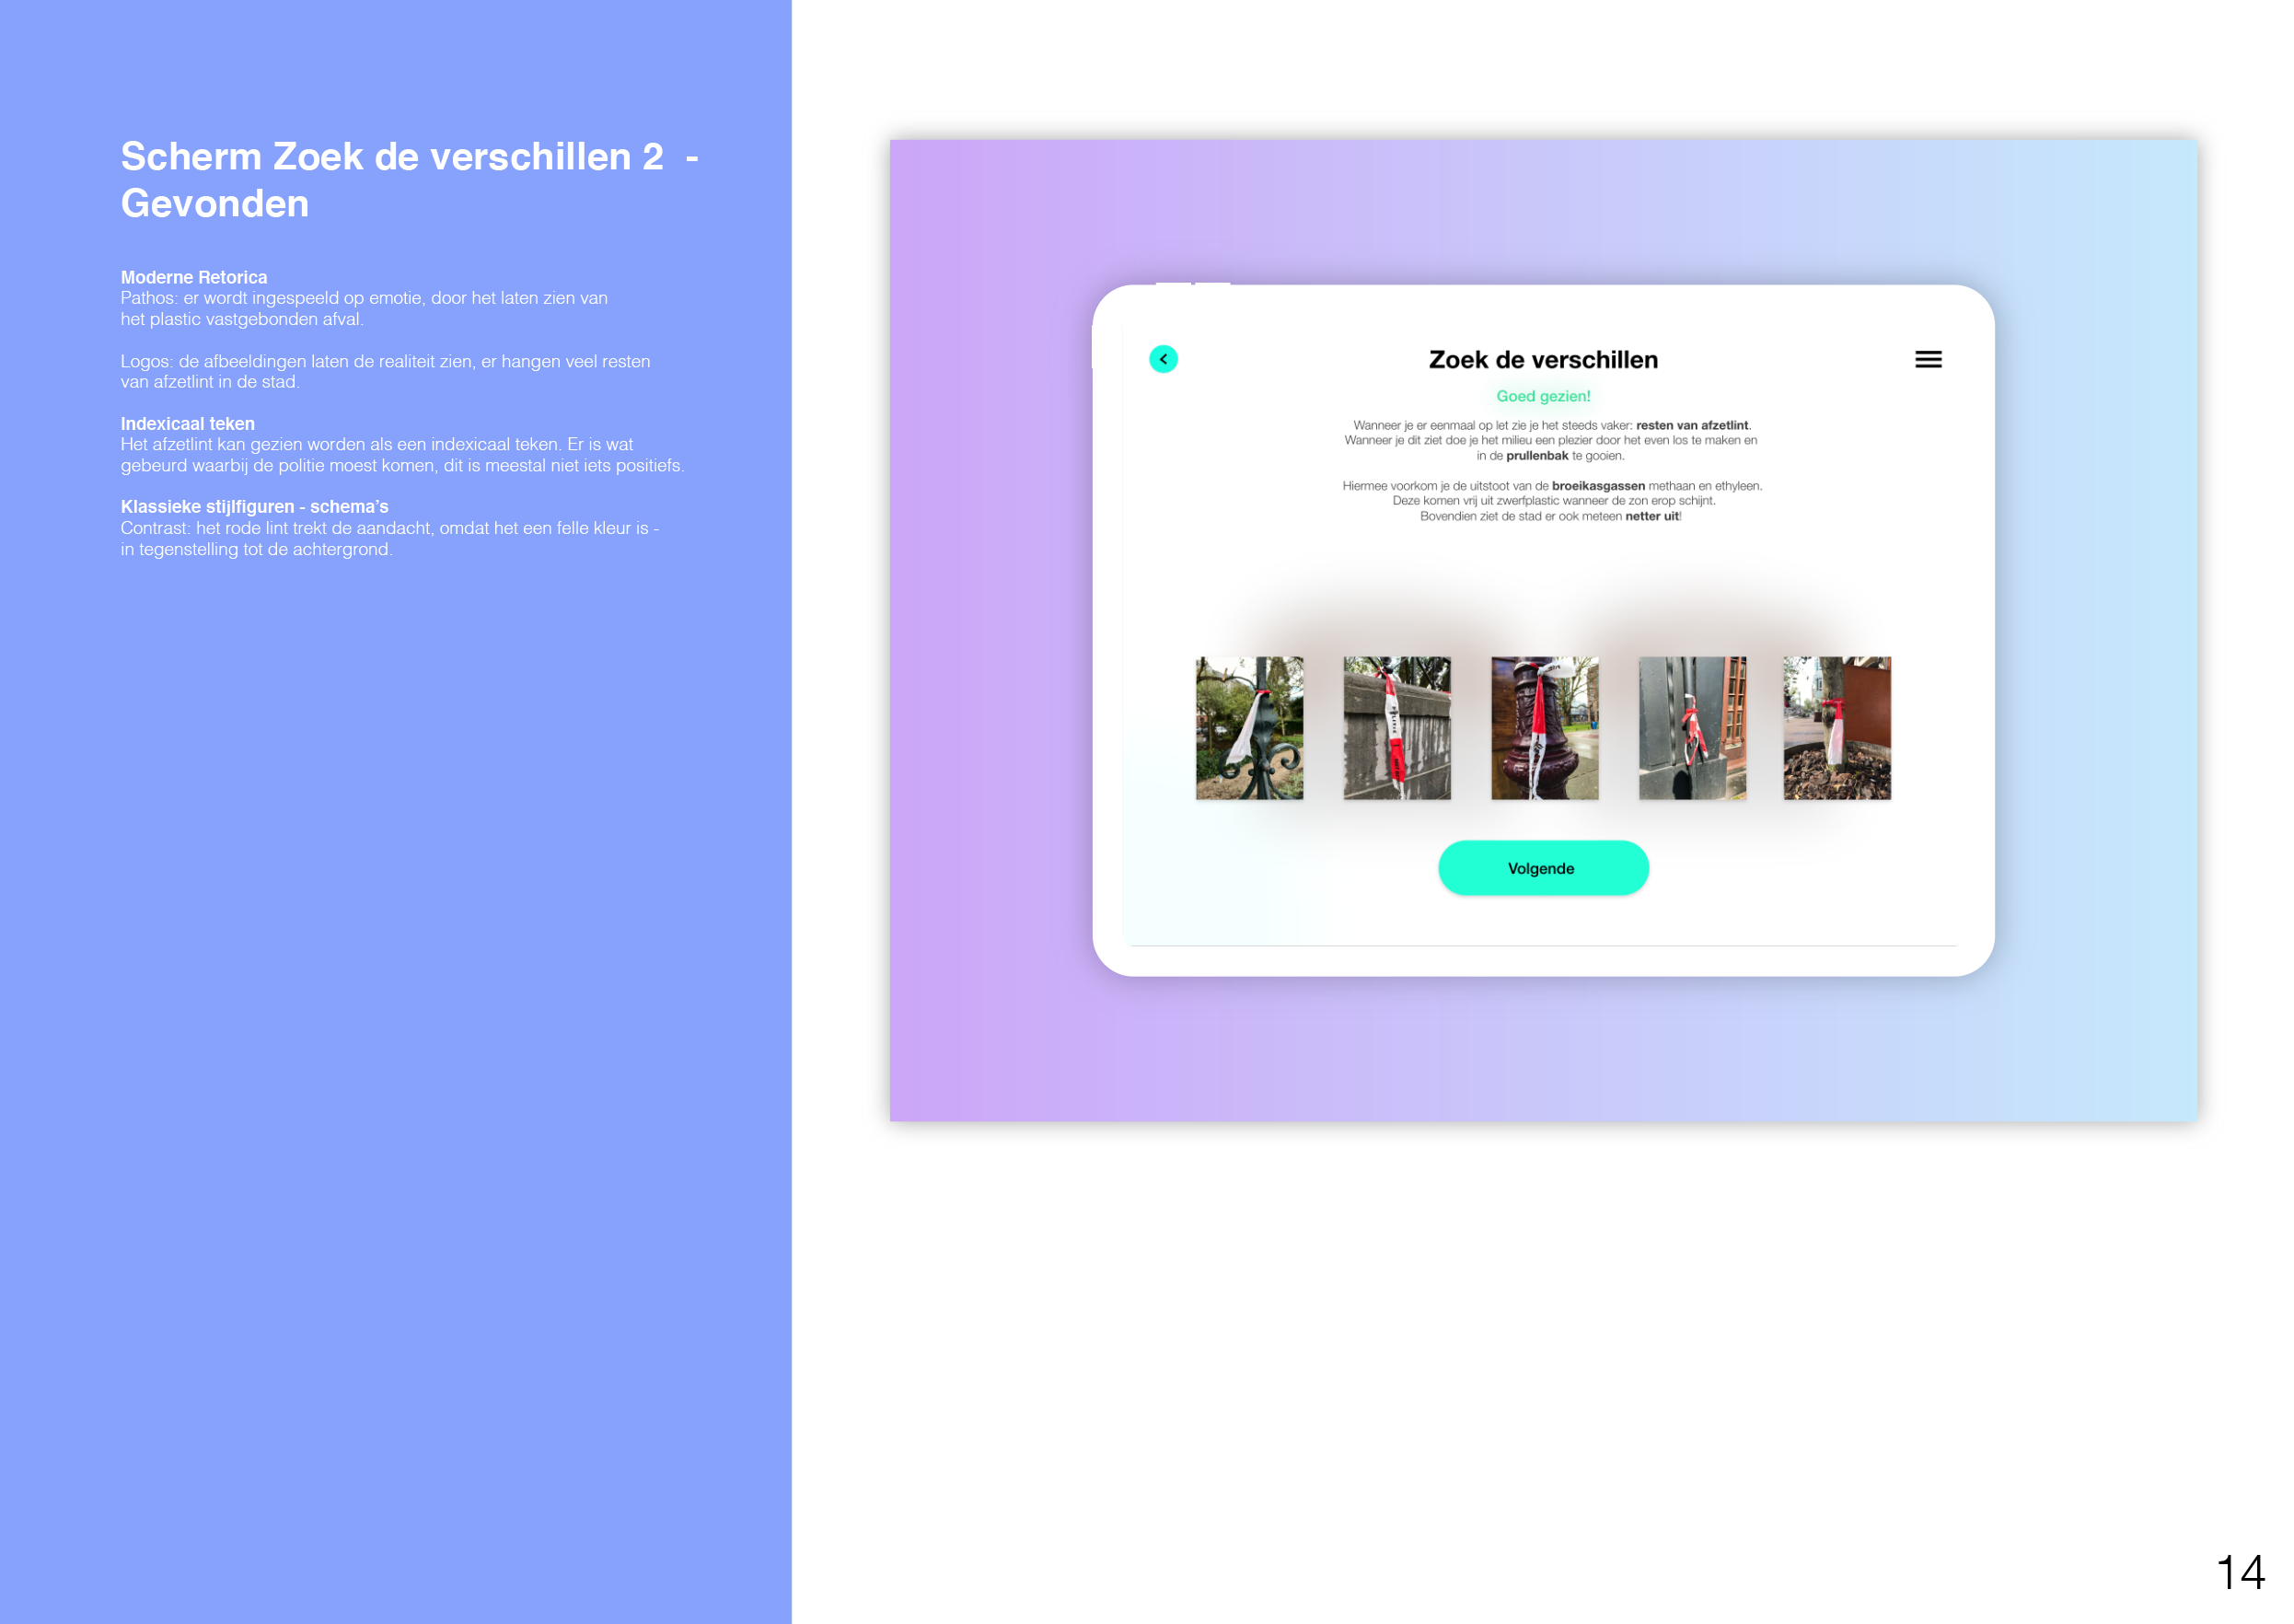 Scherm Zoek de verschillen 2 -
Gevonden
Moderne Retorica
Pathos: er wordt ingespeeld op emotie, door het laten zien van
het plastic vastgebonden afval.
Logos: de afbeeldingen laten de realiteit zien, er hangen veel resten
van afzetlint in de stad.
Indexicaal teken
Het afzetlint kan gezien worden als een indexicaal teken. Er is wat
gebeurd waarbij de politie moest komen, dit is meestal niet iets positiefs.
Klassieke stijlfiguren - schema's
Contrast: het rode lint trekt de aandacht, omdat het een felle kleur is -
in tegenstelling tot de achtergrond.
Zoek de verschillen
Goed gezien!
Wanneer je er eenmaal op let zie je het steeds vaker: resten van afzetlint.
Wanneer je dit ziet doe je het milieu een plezier door het even los te maken en
in de prullenbak te gooien.
Hiermee voorkom je de uitstoot van de broeikasgassen methaan en ethyleen.
Deze komen vrij uit zwerfplastic wanneer de zon erop schijnt.
Bovendien ziet de stad er ook meteen netter uit!
Volgende
14